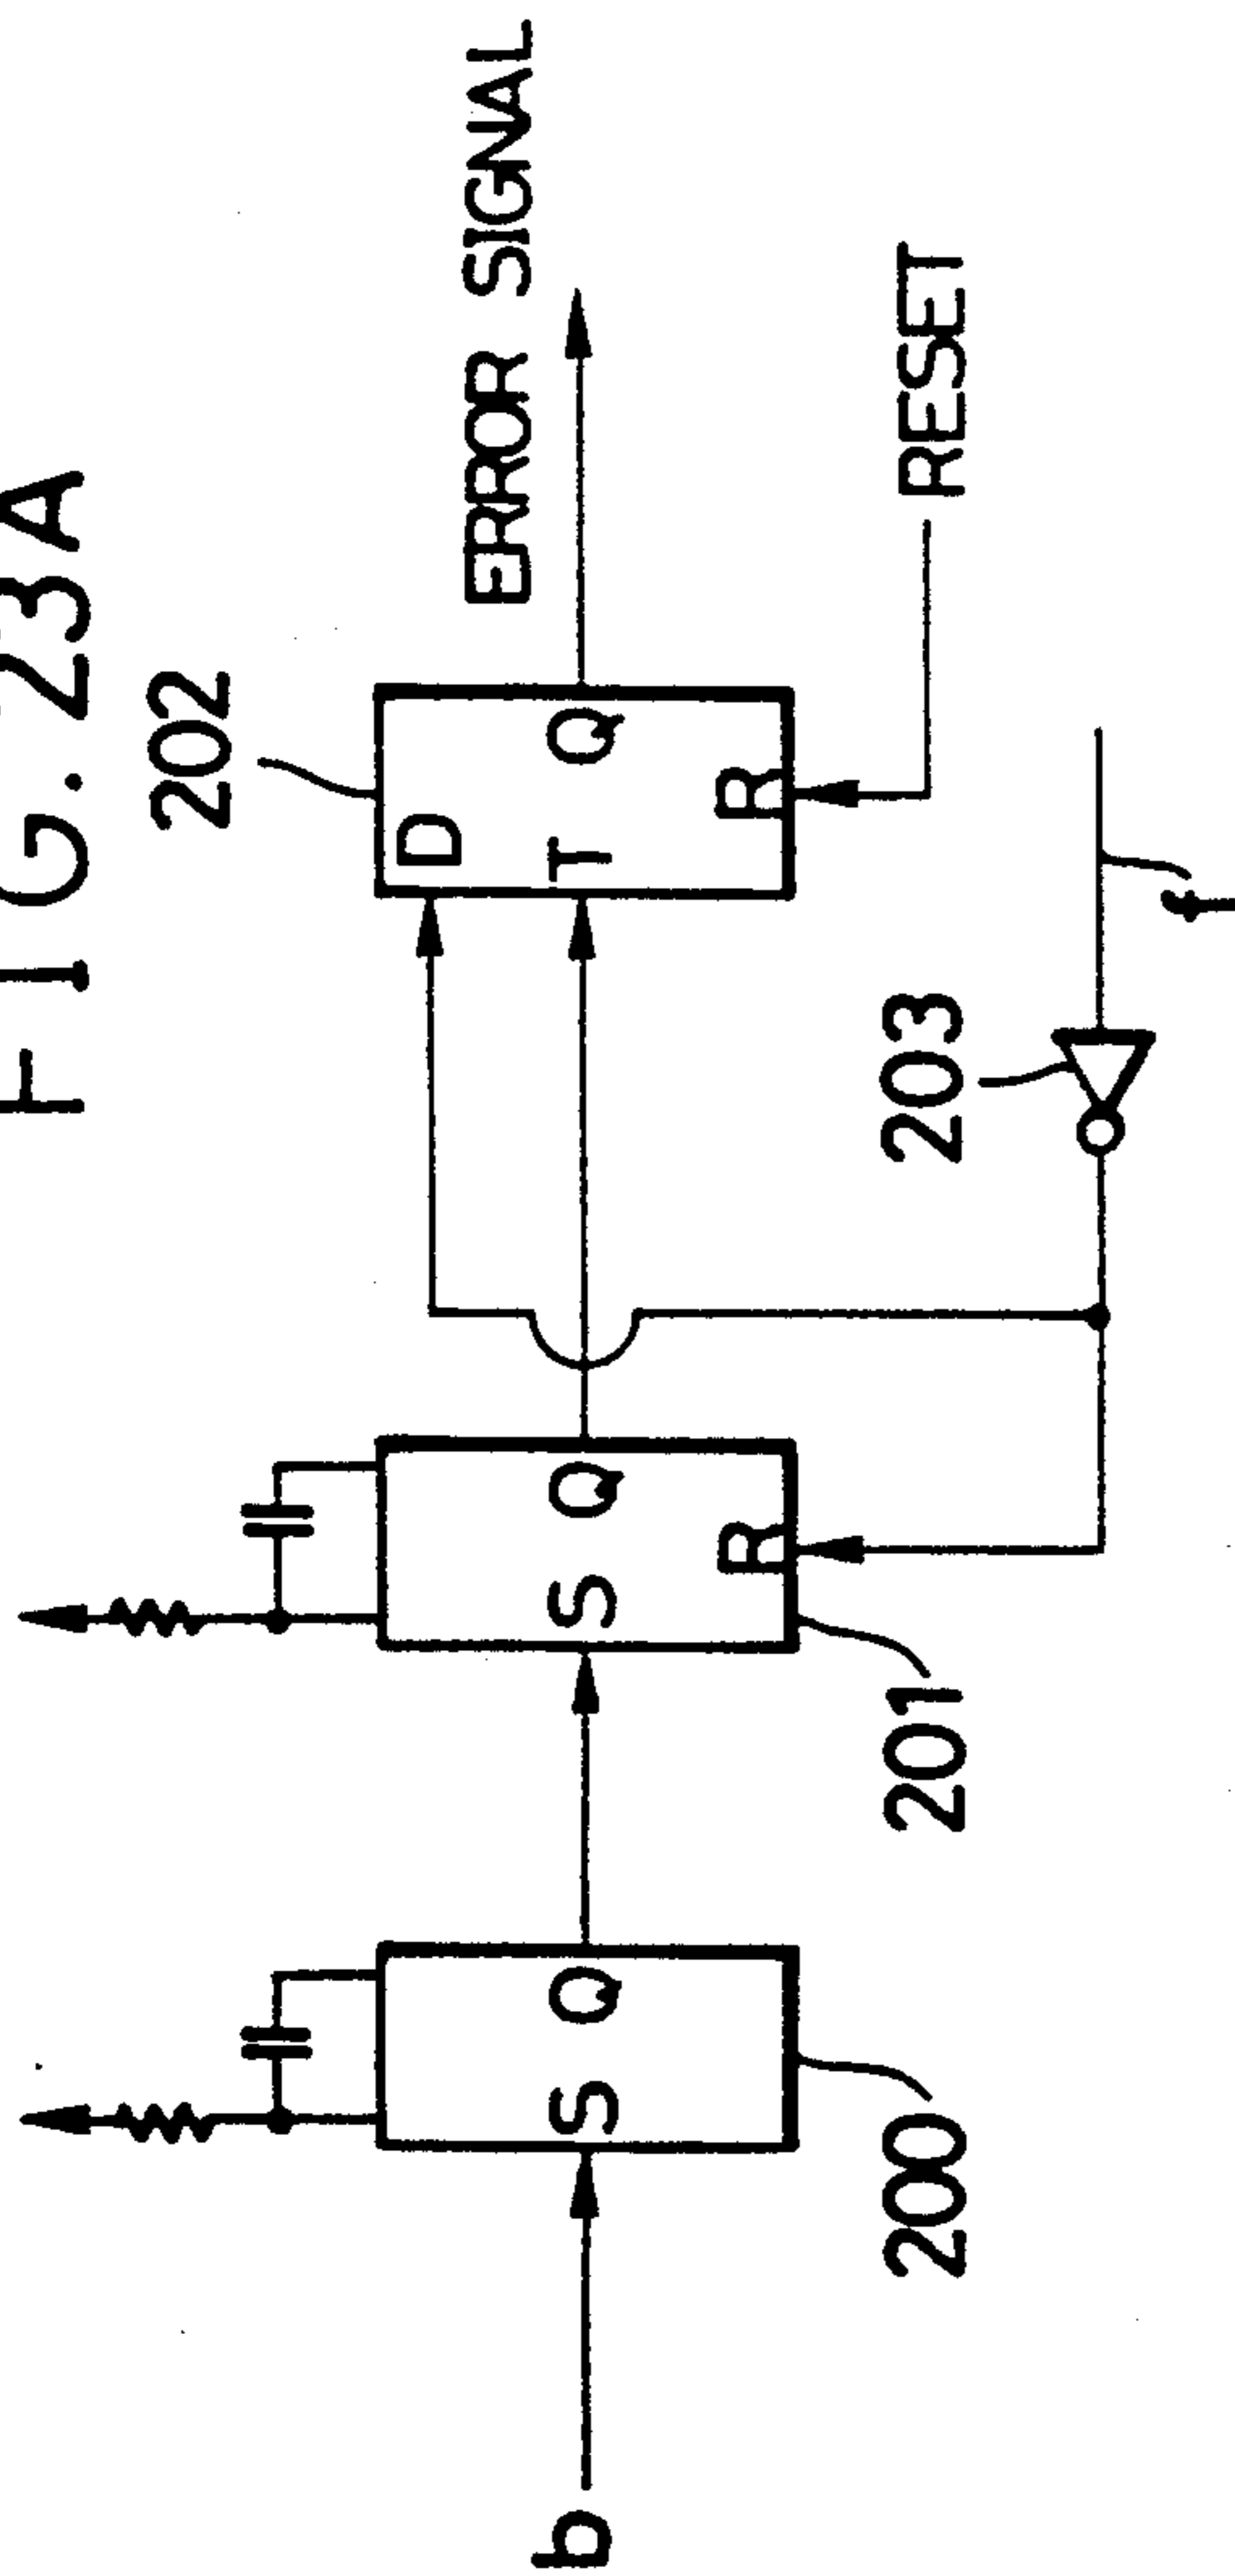 FIG. 23A
202
ERROR SIGNAL
D
T Q
R
RESET
S Q
S Q
R
b
203
f
200
201